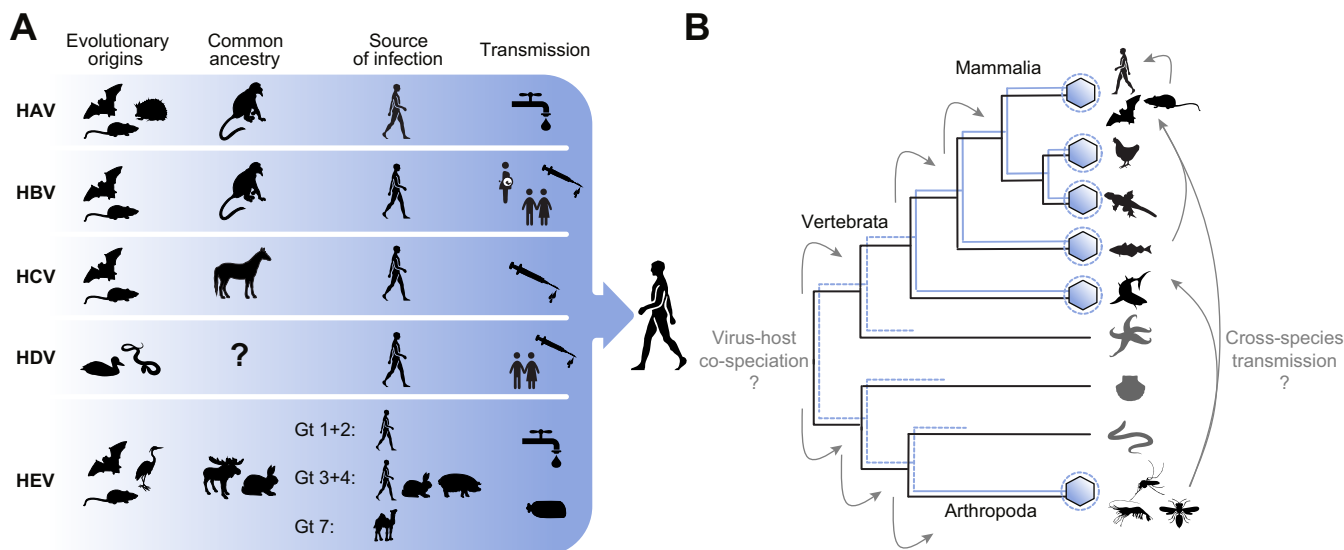 A
Evolutionary
origins
Common
ancestry
Source
of infection
Transmission
HAV
HBV
HCV
HDV
?
HEV
Gt 1+2:
Gt 3+4:
Gt 7:
B
Mammalia
Vertebrata
Virus-host
co-speciation
?
Cross-species
transmission
?
Arthropoda